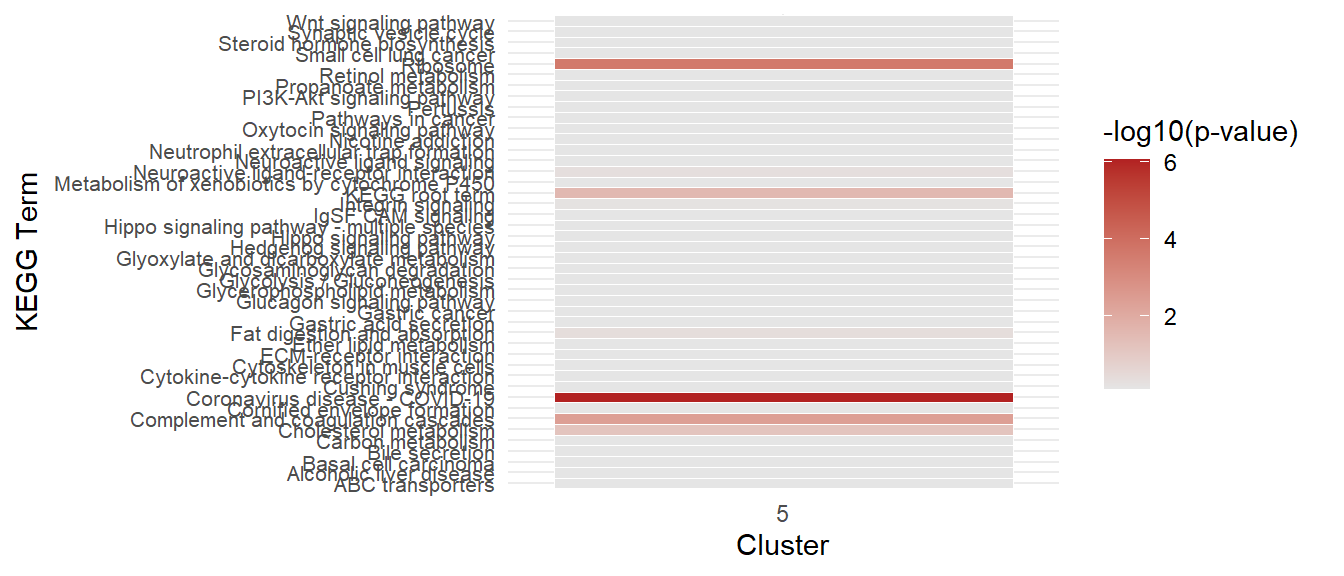 Wnt signaling pathway
Synaptic vesicle cycle
Steroid hormone biosynthesis
Small cell lung cancer
Ribosome
Retinol metabolism
Propanoate metabolism
PI3K-Akt signaling pathway
Pertussis
Pathways in cancer
Oxytocin signaling pathway
Nicotine addiction
Neutrophil extracellular trap formation
Neuroactive ligand signaling
Neuroactive ligand-receptor interaction
Metabolism of xenobiotics by cytochrome P450
KEGG root term
Integrin signaling
IgSF CAM signaling
Hippo signaling pathway - multiple species
Hippo signaling pathway
Hedgehog signaling pathway
Glyoxylate and dicarboxylate metabolism
Glycosaminoglycan degradation
Glycolysis / Gluconeogenesis
Glycerophospholipid metabolism
Glucagon signaling pathway
Gastric cancer
Gastric acid secretion
Fat digestion and absorption
Ether lipid metabolism
ECM-receptor interaction
Cytoskeleton in muscle cells
Cytokine-cytokine receptor interaction
Cushing syndrome
Coronavirus disease - COVID-19
Cornified envelope formation
Complement and coagulation cascades
Cholesterol metabolism
Carbon metabolism
Bile secretion
Basal cell carcinoma
Alcoholic liver disease
ABC transporters
KEGG Term
5
Cluster
-log10(p-value)
6
4
2